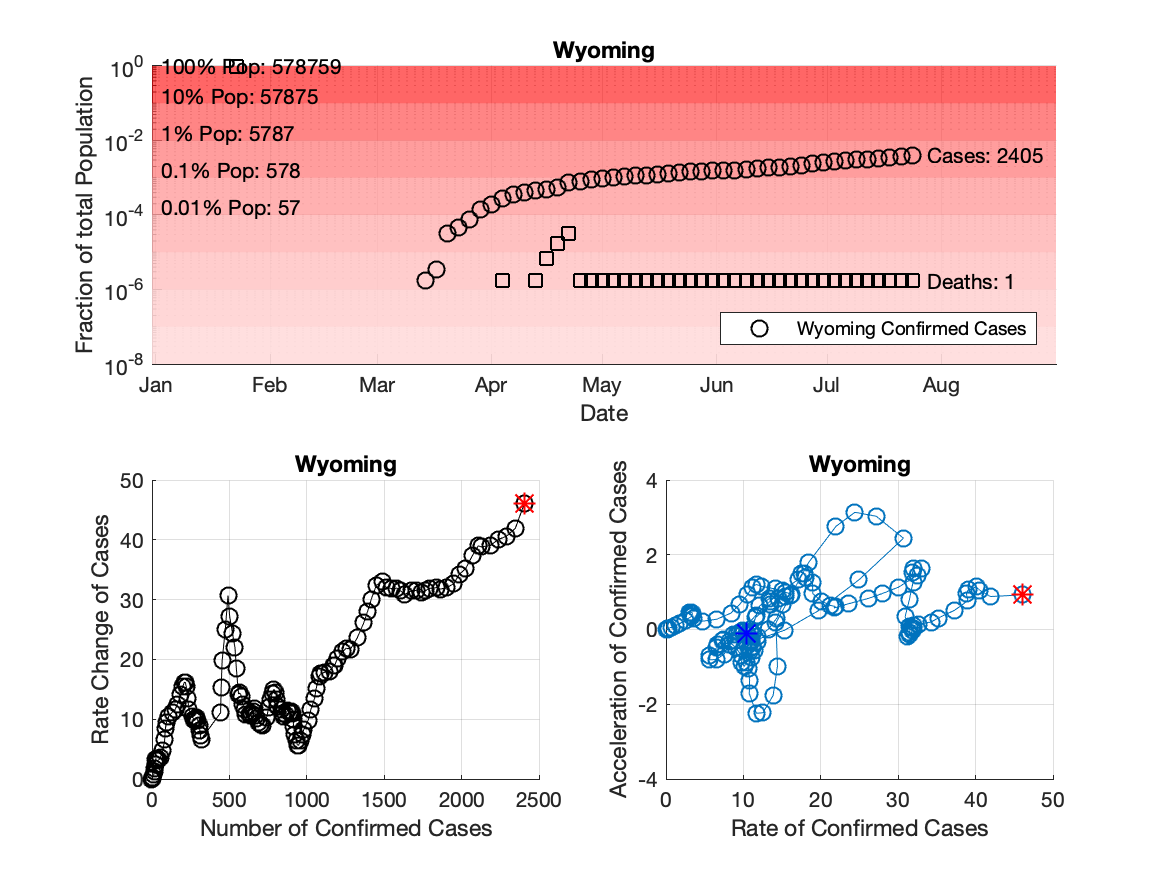 Wyoming
Fraction of total Population
10^0
10^-2
10^-4
10^-6
10^-8
100% Pop: 578759
10% Pop: 57875
1% Pop: 5787
0.1% Pop: 578
0.01% Pop: 57
Cases: 2405
Deaths: 1
Wyoming Confirmed Cases
Jan Feb Mar Apr May Jun Jul Aug
Date
Wyoming
Rate Change of Cases
50
40
30
20
10
0
0 500 1000 1500 2000 2500
Number of Confirmed Cases
Wyoming
Acceleration of Confirmed Cases
4
2
0
-2
-4
0 10 20 30 40 50
Rate of Confirmed Cases